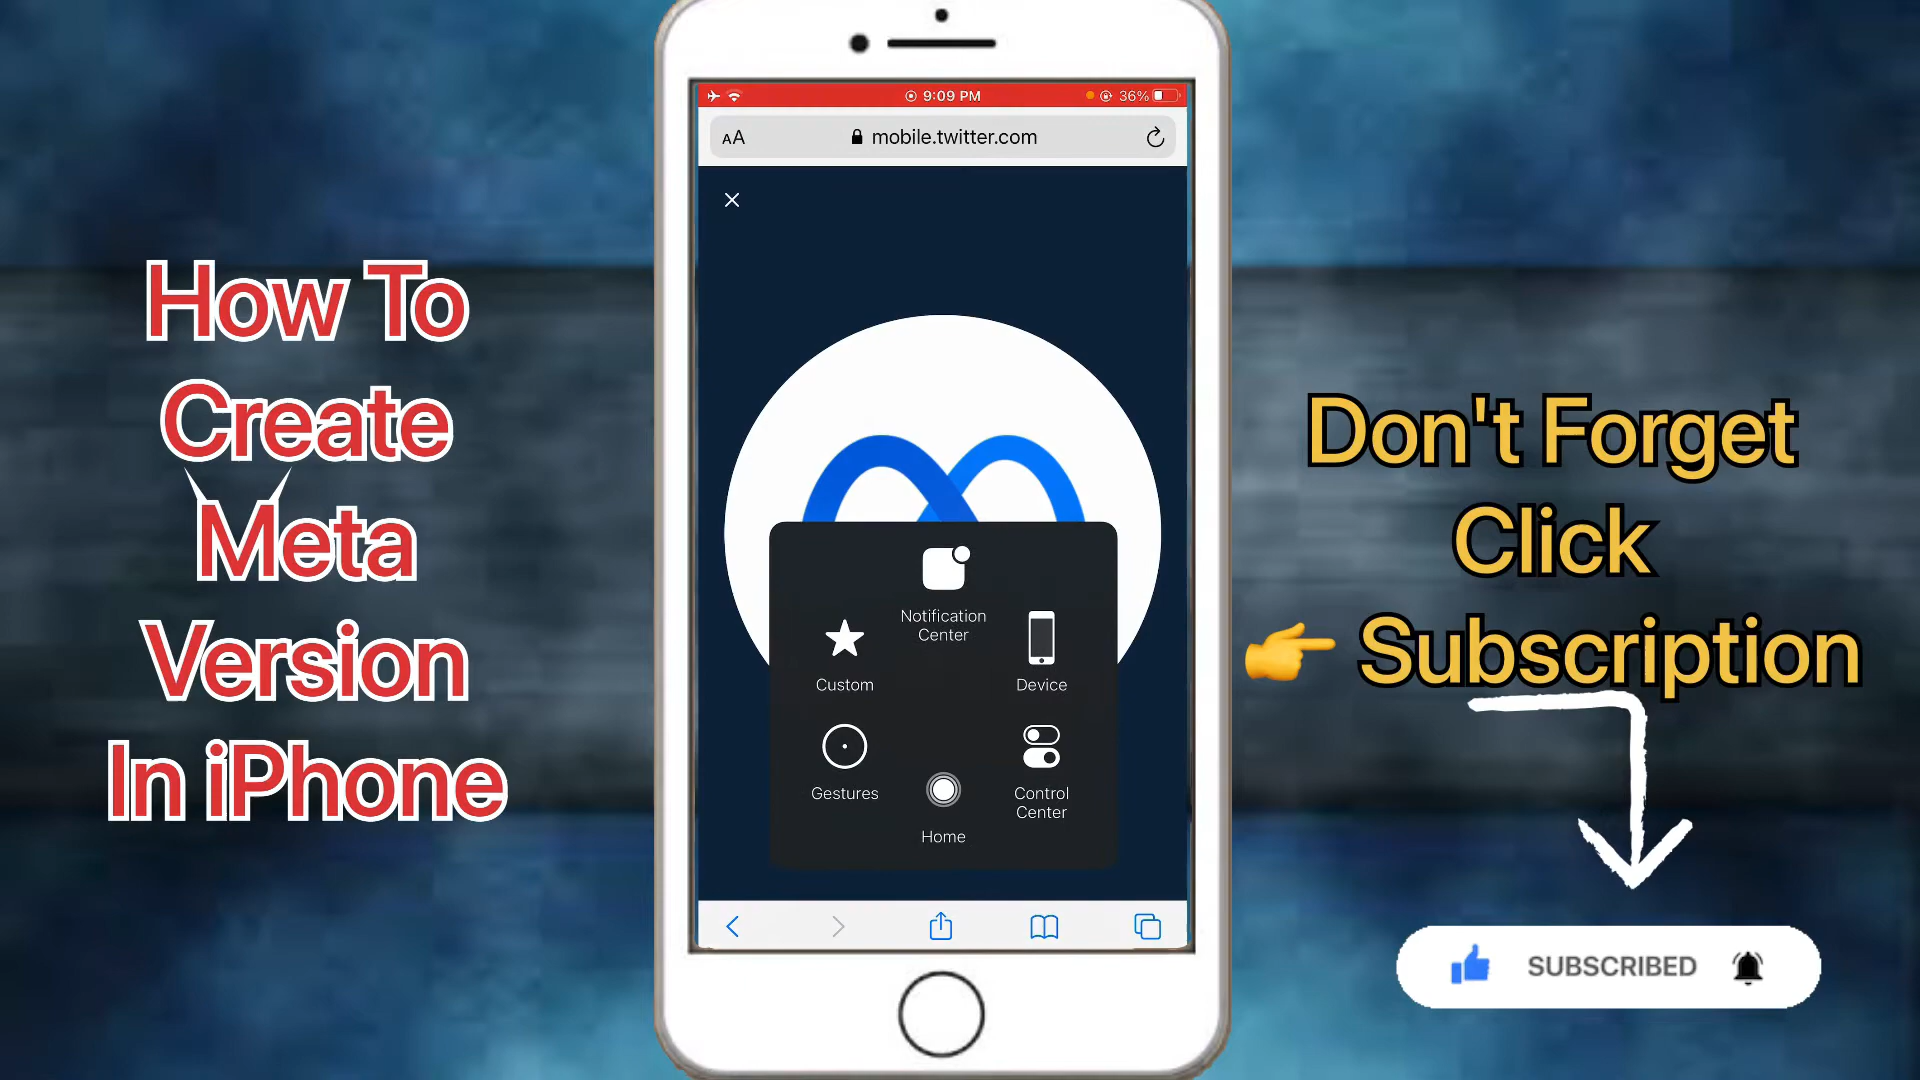 How To
Create
Meta
Version
In iPhone
9:09 PM
36%
AA
mobile.twitter.com
Notification
Center
Custom
Device
Gestures
Control
Center
Home
Don't Forget
Click
👉 Subscription
SUBSCRIBED